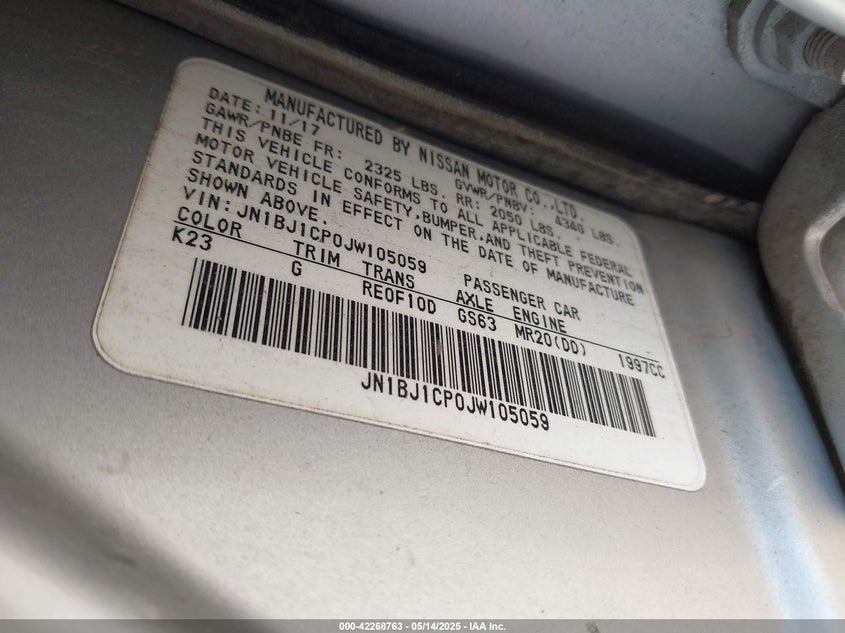 MANUFACTURED BY NISSAN MOTOR CO.,LTD.
DATE: 11/17 GVWR/PNBV: 4340 LBS.
GAWR/PNBE FR: 2325 LBS. RR: 2050 LBS.
THIS VEHICLE CONFORMS TO ALL APPLICABLE FEDERAL
MOTOR VEHICLE SAFETY,BUMPER,AND THEFT PREVENTION
STANDARDS IN EFFECT ON THE DATE OF MANUFACTURE
SHOWN ABOVE.
VIN: JN1BJ1CP0JW105059 PASSENGER CAR
COLOR TRIM TRANS AXLE ENGINE
K23 G RE0F10D GS63 MR20(DD) 1997CC
JN1BJ1CP0JW105059
000-42268763 - 05/14/2025 - IAA Inc.